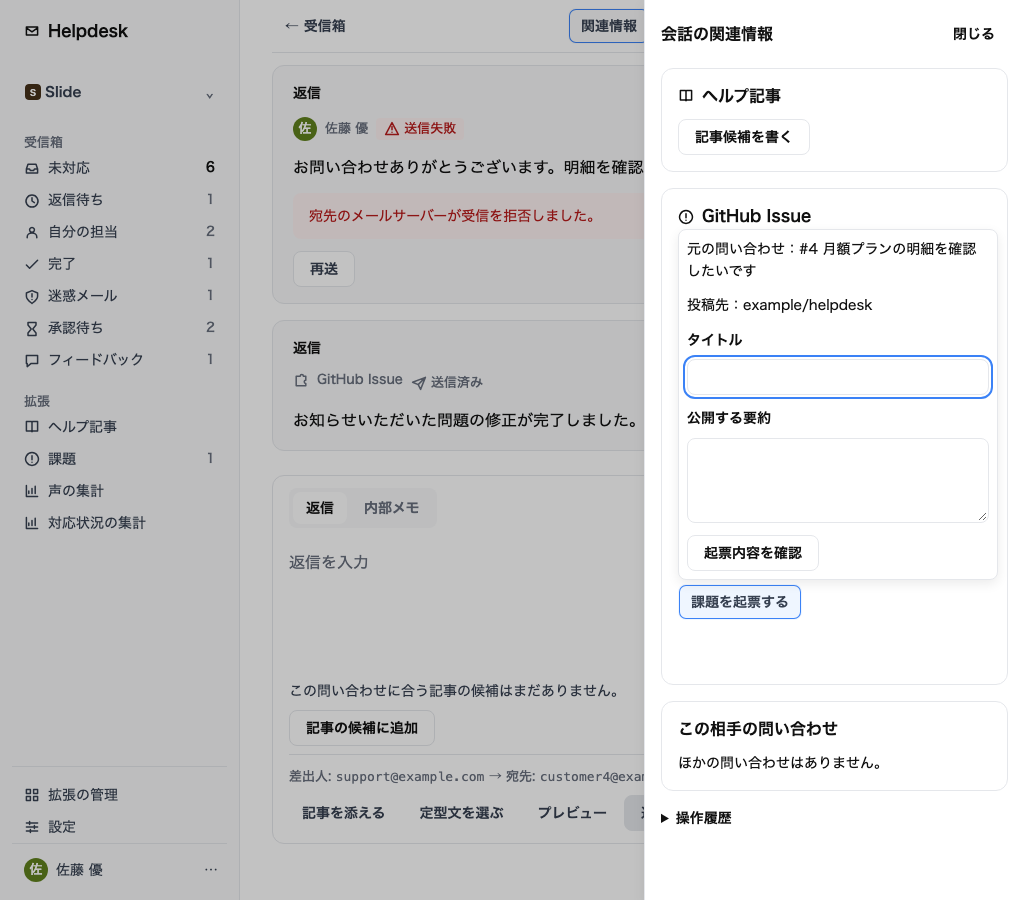 Helpdesk
S Slide
受信箱
未対応 6
返信待ち 1
自分の担当 2
完了 1
迷惑メール 1
承認待ち 2
フィードバック 1
拡張
ヘルプ記事
課題 1
声の集計
対応状況の集計
拡張の管理
設定
佐 佐藤 優 …
← 受信箱
関連情報
返信
佐 佐藤 優 送信失敗
お問い合わせありがとうございます。明細を確認
宛先のメールサーバーが受信を拒否しました。
再送
返信
GitHub Issue 送信済み
お知らせいただいた問題の修正が完了しました。
返信 内部メモ
返信を入力
この問い合わせに合う記事の候補はまだありません。
記事の候補に追加
差出人: support@example.com → 宛先: customer4@exa
記事を添える 定型文を選ぶ プレビュー
会話の関連情報 閉じる
ヘルプ記事
記事候補を書く
GitHub Issue
元の問い合わせ：#4 月額プランの明細を確認
したいです
投稿先：example/helpdesk
タイトル
公開する要約
起票内容を確認
課題を起票する
この相手の問い合わせ
ほかの問い合わせはありません。
▶ 操作履歴